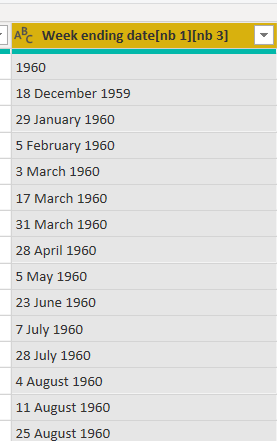 ABC Week ending date[nb 1][nb 3]
1960
18 December 1959
29 January 1960
5 February 1960
3 March 1960
17 March 1960
31 March 1960
28 April 1960
5 May 1960
23 June 1960
7 July 1960
28 July 1960
4 August 1960
11 August 1960
25 August 1960